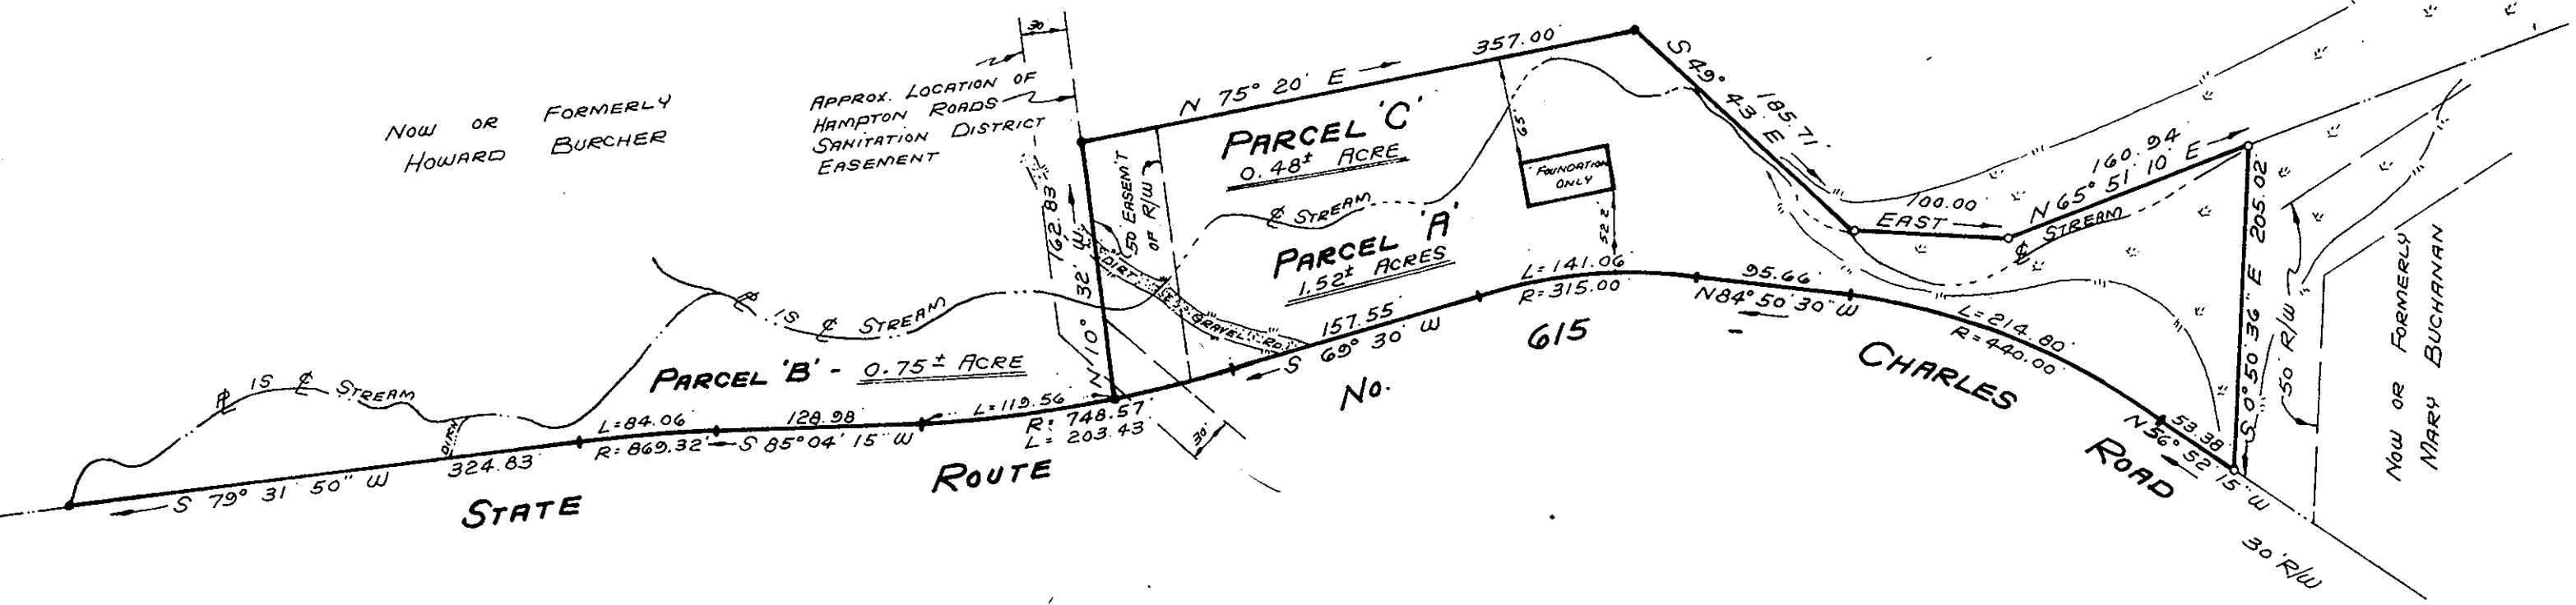 NOW OR FORMERLY
HOWARD BURCHER
30'
APPROX. LOCATION OF
HAMPTON ROADS
SANITATION DISTRICT
EASEMENT
N 75° 20' E
357.00'
PARCEL 'C'
0.48± ACRE
50' EASEM'T
OF R/W
162.83'
N 10° 32' W
65'
FOUNDATION
ONLY
52.2'
℄ STREAM
PARCEL 'A'
1.52± ACRES
S 49° 43' E
185.71'
100.00'
EAST
160.94'
N 65° 51' 10" E
℄ STREAM
S 0° 50' 36" E 205.02'
50' R/W
NOW OR FORMERLY
MARY BUCHANAN
DIRT & GRAVEL RD.
℄ IS ℄ STREAM
PARCEL 'B' - 0.75± ACRE
℄ IS ℄ STREAM
L=84.06'
R=869.32'
128.98'
S 85° 04' 15" W
L=119.56'
R=748.57'
L=203.43'
30'
157.55'
S 69° 30' W
L=141.06'
R=315.00'
95.66'
N 84° 50' 30" W
L=214.80'
R=440.00'
53.38'
N 56° 52' 15" W
324.83'
S 79° 31' 50" W
STATE ROUTE No. 615
CHARLES ROAD
30' R/W